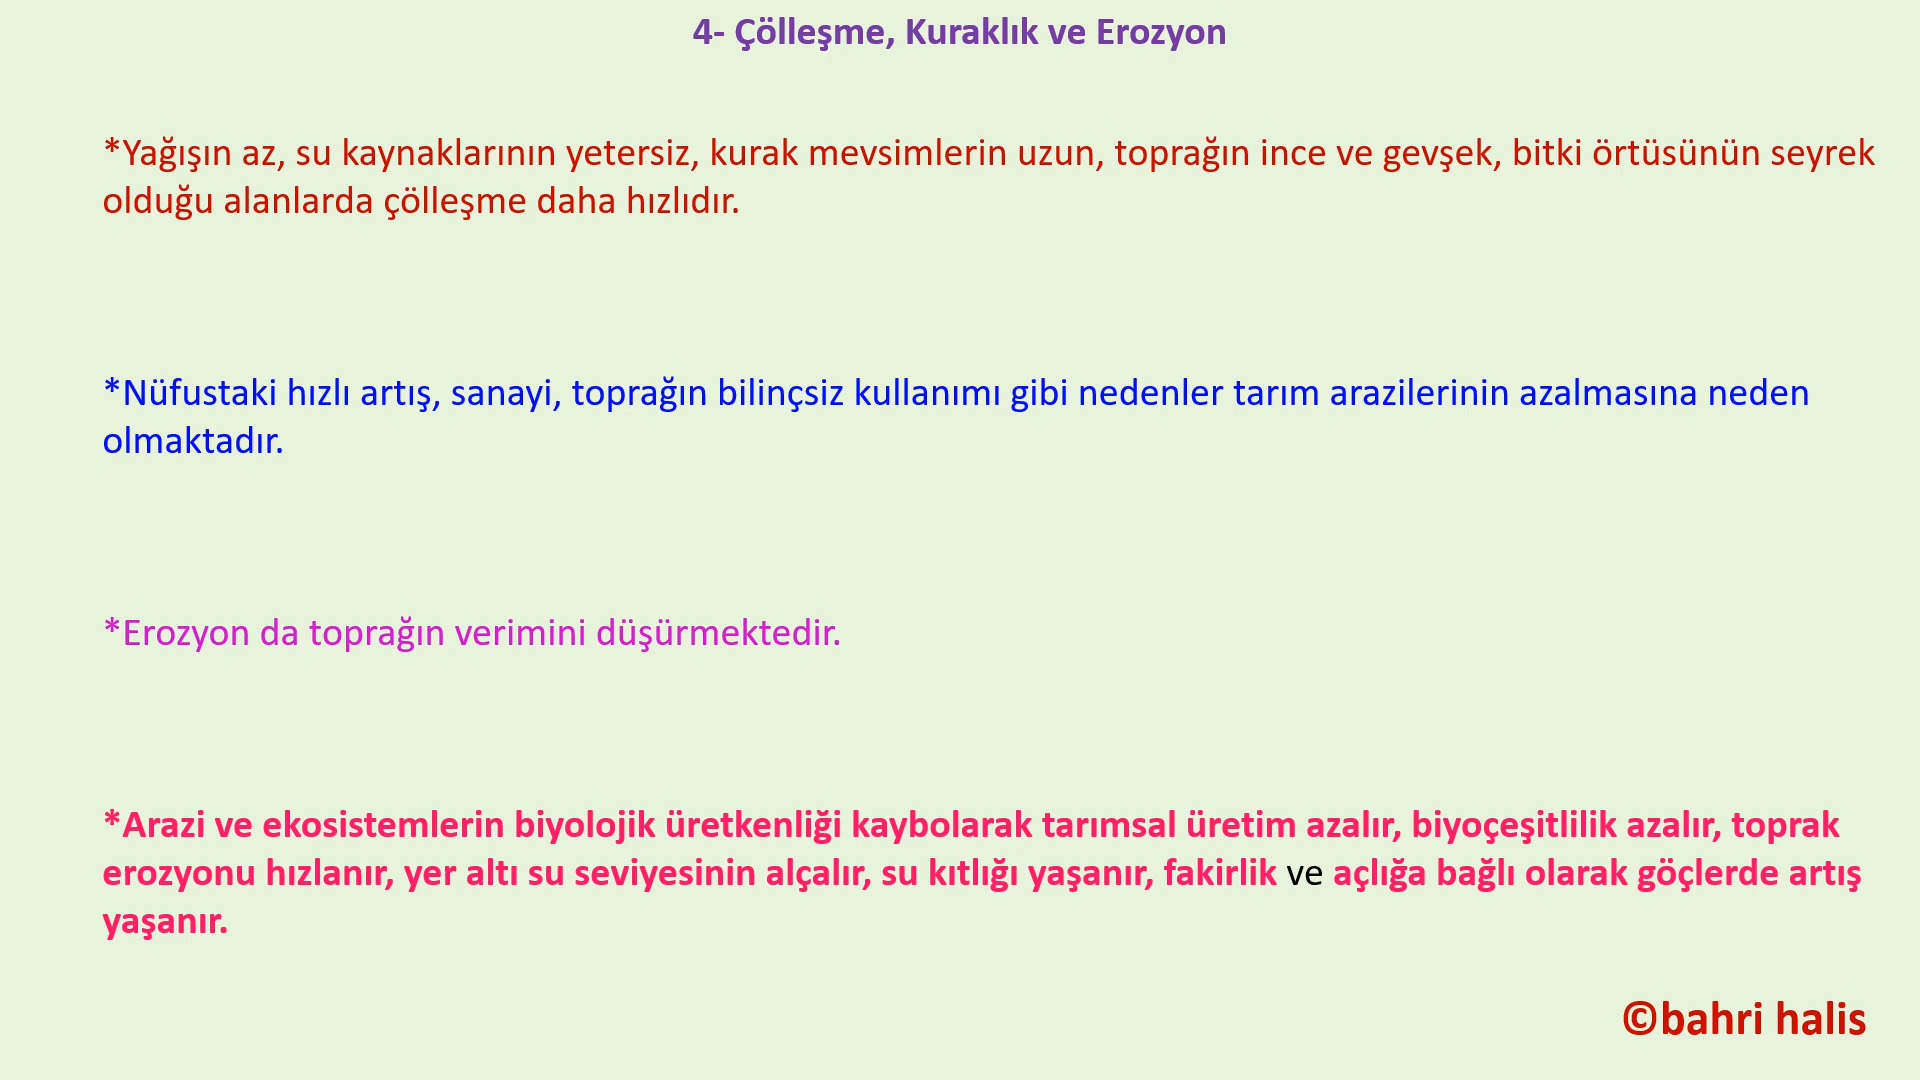 4- Çölleşme, Kuraklık ve Erozyon
*Yağışın az, su kaynaklarının yetersiz, kurak mevsimlerin uzun, toprağın ince ve gevşek, bitki örtüsünün seyrek
olduğu alanlarda çölleşme daha hızlıdır.
*Nüfustaki hızlı artış, sanayi, toprağın bilinçsiz kullanımı gibi nedenler tarım arazilerinin azalmasına neden
olmaktadır.
*Erozyon da toprağın verimini düşürmektedir.
*Arazi ve ekosistemlerin biyolojik üretkenliği kaybolarak tarımsal üretim azalır, biyoçeşitlilik azalır, toprak
erozyonu hızlanır, yer altı su seviyesinin alçalır, su kıtlığı yaşanır, fakirlik ve açlığa bağlı olarak göçlerde artış
yaşanır.
©bahri halis